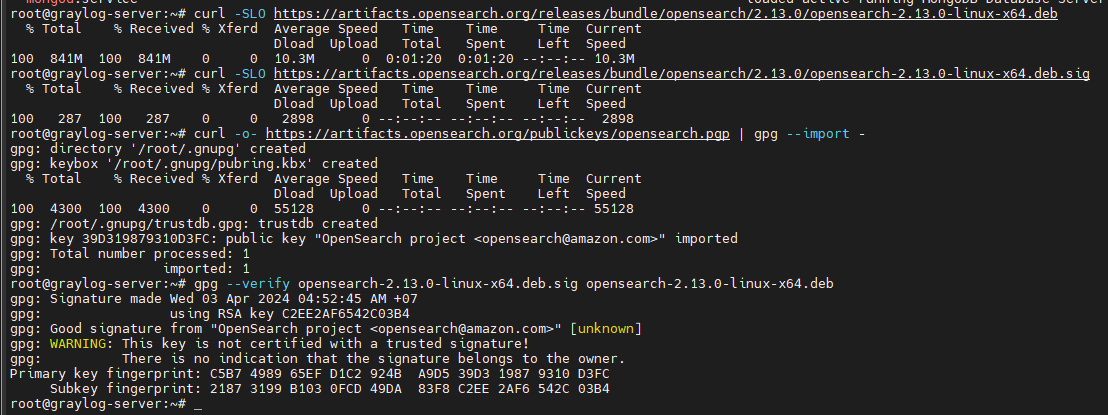 mongod.service loaded active running MongoDB Database Server
root@graylog-server:~# curl -SLO https://artifacts.opensearch.org/releases/bundle/opensearch/2.13.0/opensearch-2.13.0-linux-x64.deb
% Total % Received % Xferd Average Speed Time Time Time Current
Dload Upload Total Spent Left Speed
100 841M 100 841M 0 0 10.3M 0 0:01:20 0:01:20 --:--:-- 10.3M
root@graylog-server:~# curl -SLO https://artifacts.opensearch.org/releases/bundle/opensearch/2.13.0/opensearch-2.13.0-linux-x64.deb.sig
% Total % Received % Xferd Average Speed Time Time Time Current
Dload Upload Total Spent Left Speed
100 287 100 287 0 0 2898 0 --:--:-- --:--:-- --:--:-- 2898
root@graylog-server:~# curl -o- https://artifacts.opensearch.org/publickeys/opensearch.pgp | gpg --import -
gpg: directory '/root/.gnupg' created
gpg: keybox '/root/.gnupg/pubring.kbx' created
% Total % Received % Xferd Average Speed Time Time Time Current
Dload Upload Total Spent Left Speed
100 4300 100 4300 0 0 55128 0 --:--:-- --:--:-- --:--:-- 55128
gpg: /root/.gnupg/trustdb.gpg: trustdb created
gpg: key 39D319879310D3FC: public key "OpenSearch project <opensearch@amazon.com>" imported
gpg: Total number processed: 1
gpg: imported: 1
root@graylog-server:~# gpg --verify opensearch-2.13.0-linux-x64.deb.sig opensearch-2.13.0-linux-x64.deb
gpg: Signature made Wed 03 Apr 2024 04:52:45 AM +07
gpg: using RSA key C2EE2AF6542C03B4
gpg: Good signature from "OpenSearch project <opensearch@amazon.com>" [unknown]
gpg: WARNING: This key is not certified with a trusted signature!
gpg: There is no indication that the signature belongs to the owner.
Primary key fingerprint: C5B7 4989 65EF D1C2 924B A9D5 39D3 1987 9310 D3FC
Subkey fingerprint: 2187 3199 B103 0FCD 49DA 83F8 C2EE 2AF6 542C 03B4
root@graylog-server:~# _